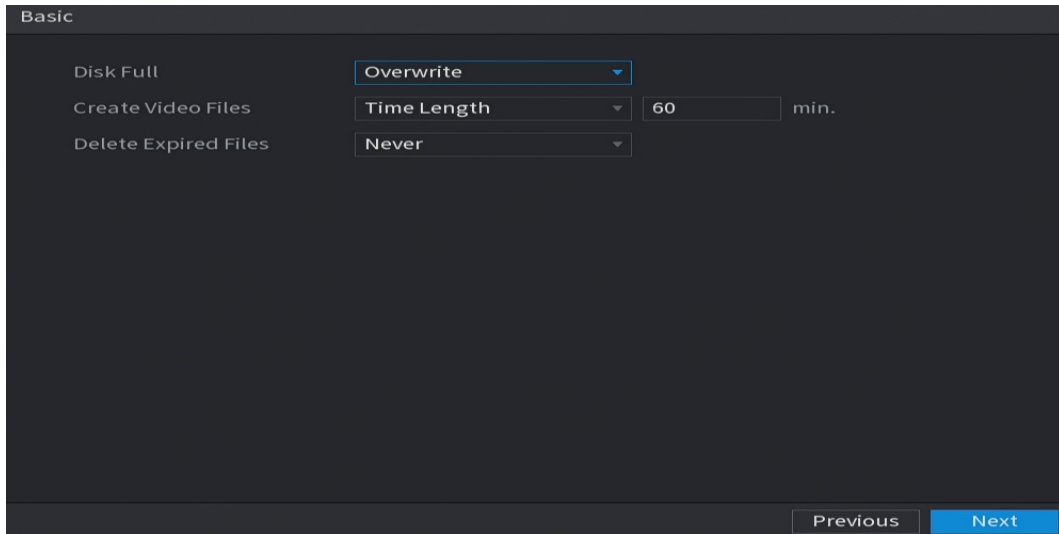 Basic
Disk Full Overwrite
Create Video Files Time Length 60 min.
Delete Expired Files Never
Previous Next